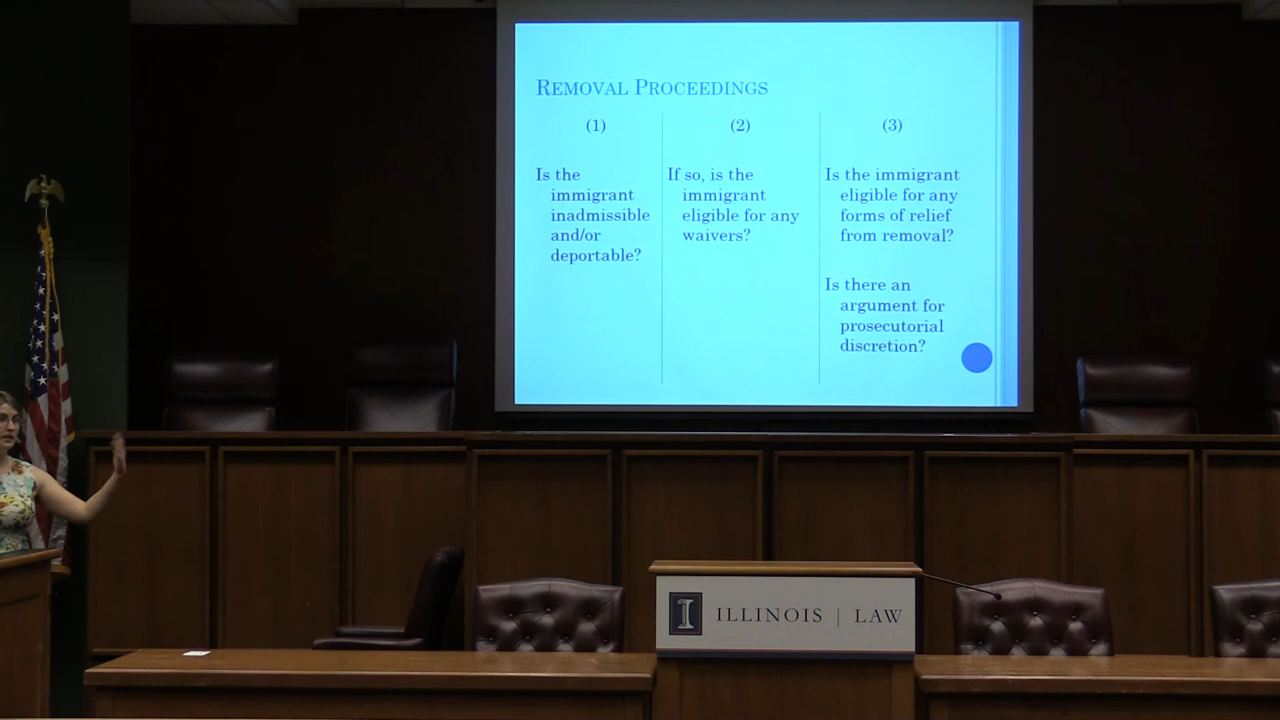 REMOVAL PROCEEDINGS
(1)
Is the
immigrant
inadmissible
and/or
deportable?
(2)
If so, is the
immigrant
eligible for any
waivers?
(3)
Is the immigrant
eligible for any
forms of relief
from removal?
Is there an
argument for
prosecutorial
discretion?
I ILLINOIS | LAW